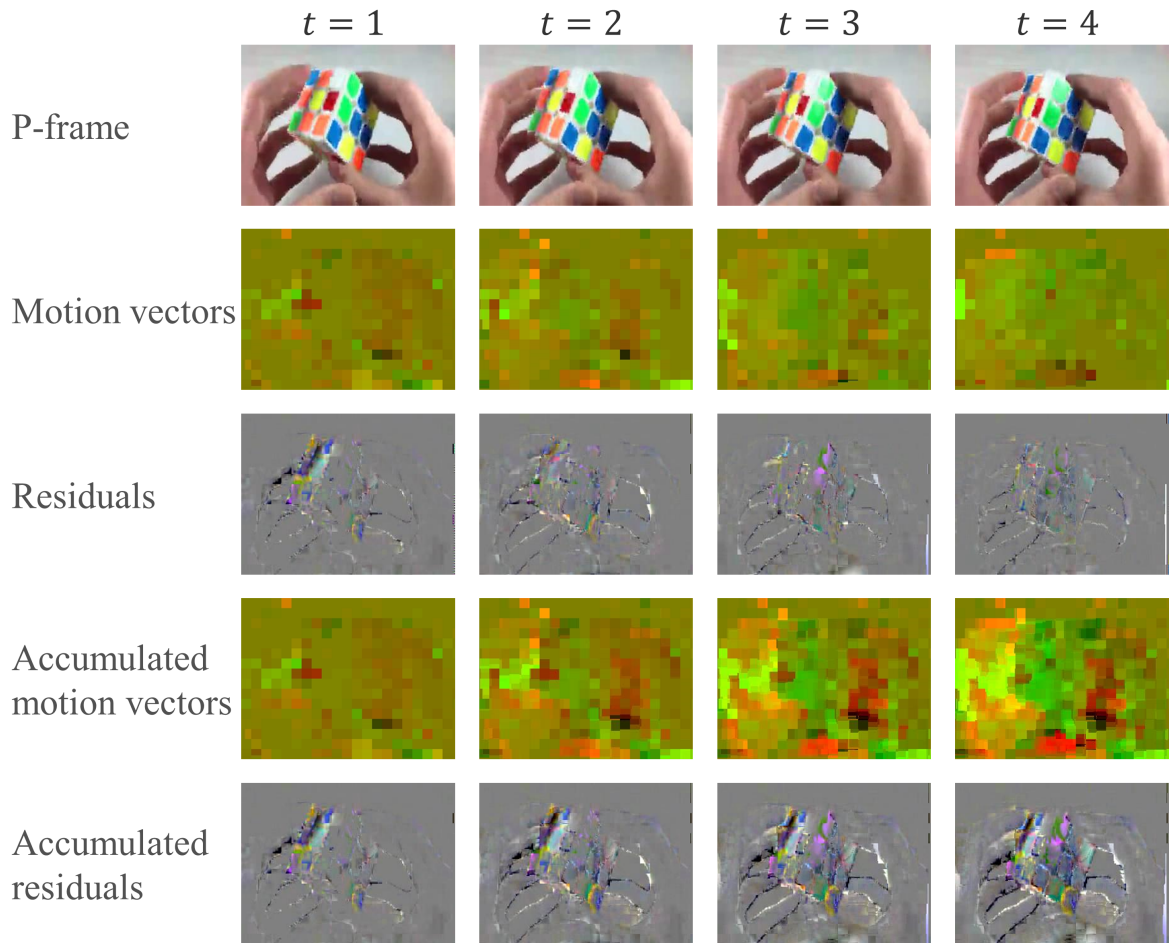 t = 1
t = 2
t = 3
t = 4
P-frame
Motion vectors
Residuals
Accumulated
motion vectors
Accumulated
residuals